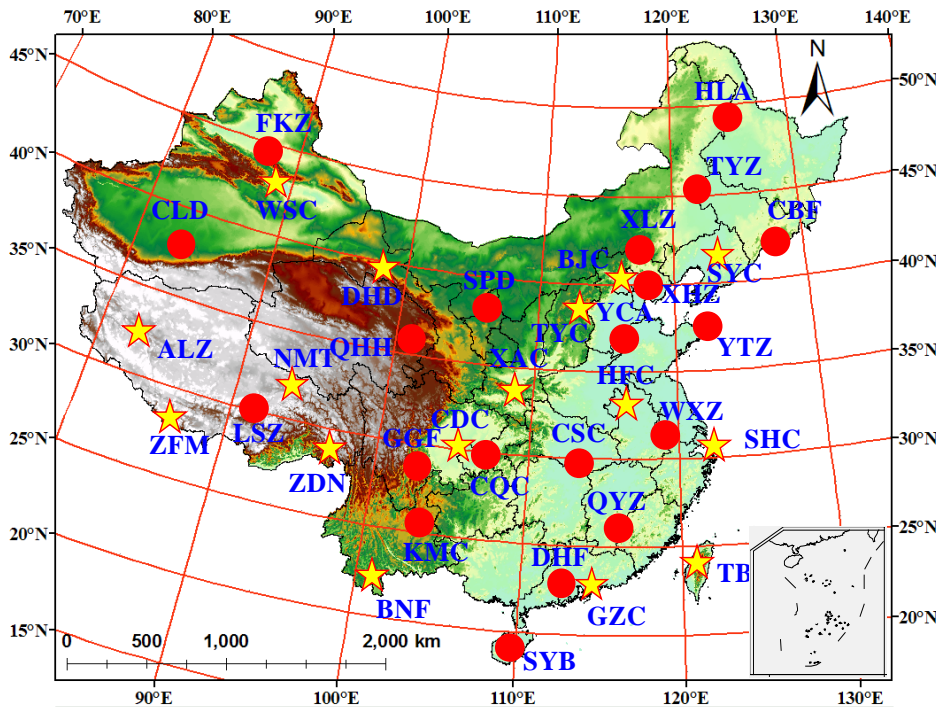 70°E 80°E 90°E 100°E 110°E 120°E 130°E 140°E
45°N
50°N
N
HLA
FKZ
40°N
TYZ
45°N
CLD
WSC
XLZ
CBF
35°N
BJC
SYC
40°N
DHD
SPD
XHZ
YCA
TYC
ALZ
QHH
YTZ
30°N
NMT
XAC
35°N
HFC
LSZ
CDC
WXZ
ZFM
GGF
CSC
SHC
25°N
30°N
ZDN
CQC
QYZ
20°N
KMC
25°N
DHF
TB
BNF
GZC
20°N
15°N
0 500 1,000 2,000 km
SYB
90°E 100°E 110°E 120°E 130°E